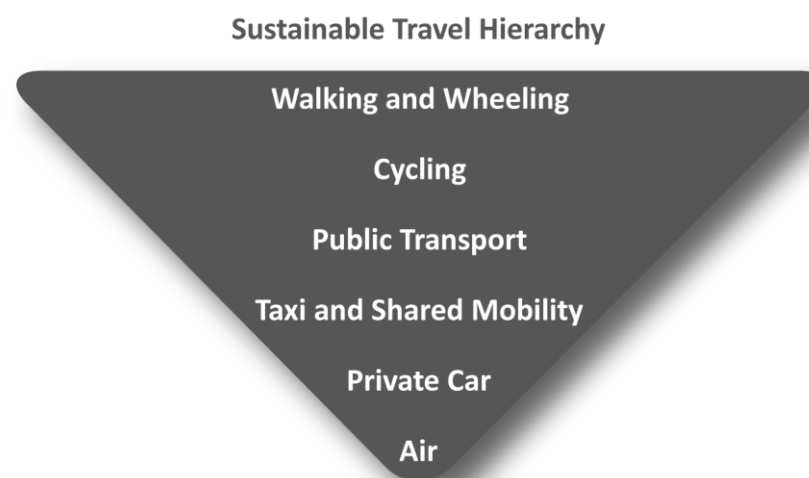 Sustainable Travel Hierarchy
Walking and Wheeling
Cycling
Public Transport
Taxi and Shared Mobility
Private Car
Air